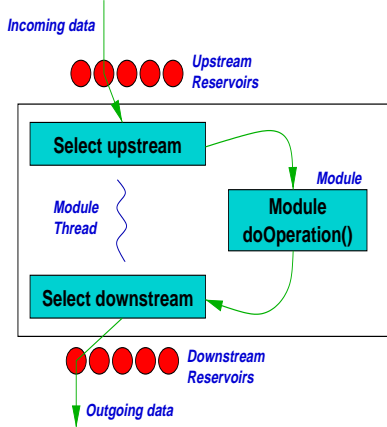 Incoming data
Upstream
Reservoirs
Select upstream
Module
Module
Thread
Module
doOperation()
Select downstream
Downstream
Reservoirs
Outgoing data